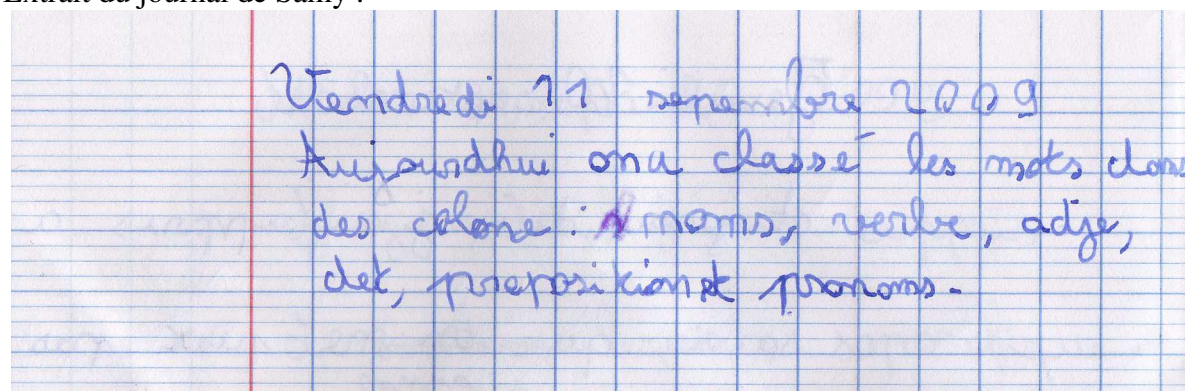 Extrait du journal de Samy :
Vendredi 11 sepembre 2009
Aujourdhui ona classé les mots dans
des colone : noms, verbe, adje,
det, preposition et pronoms.